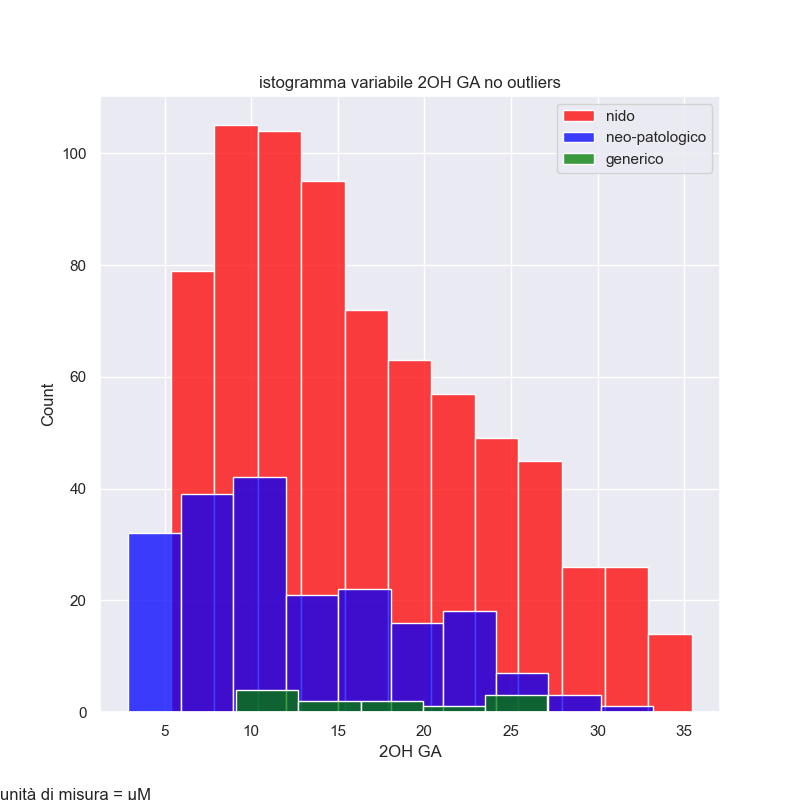 istogramma variabile 2OH GA no outliers
nido
neo-patologico
generico
100
80
60
40
20
0
Count
5 10 15 20 25 30 35
2OH GA
unità di misura = μM